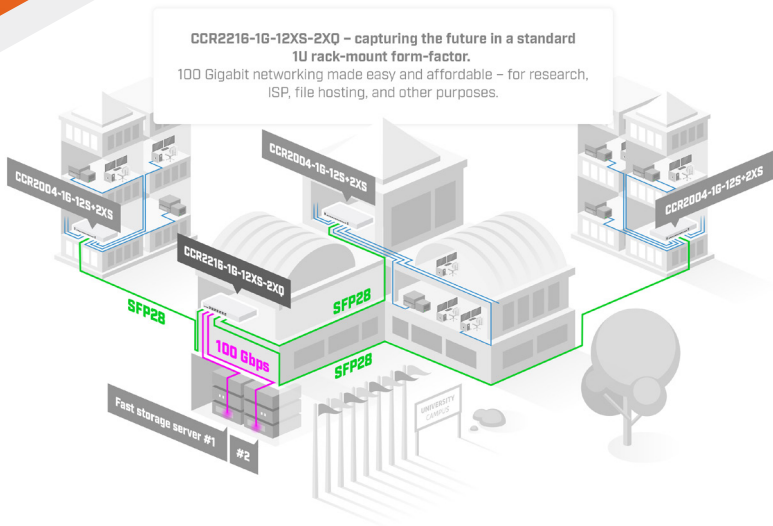 CCR2216-1G-12XS-2XQ – capturing the future in a standard
1U rack-mount form-factor.
100 Gigabit networking made easy and affordable – for research,
ISP, file hosting, and other purposes.
CCR2004-1G-12S+2XS
CCR2004-1G-12S+2XS
CCR2004-1G-12S+2XS
CCR2216-1G-12XS-2XQ
SFP28
SFP28
100 Gbps
SFP28
Fast storage server #1
#2
UNIVERSITY
CAMPUS